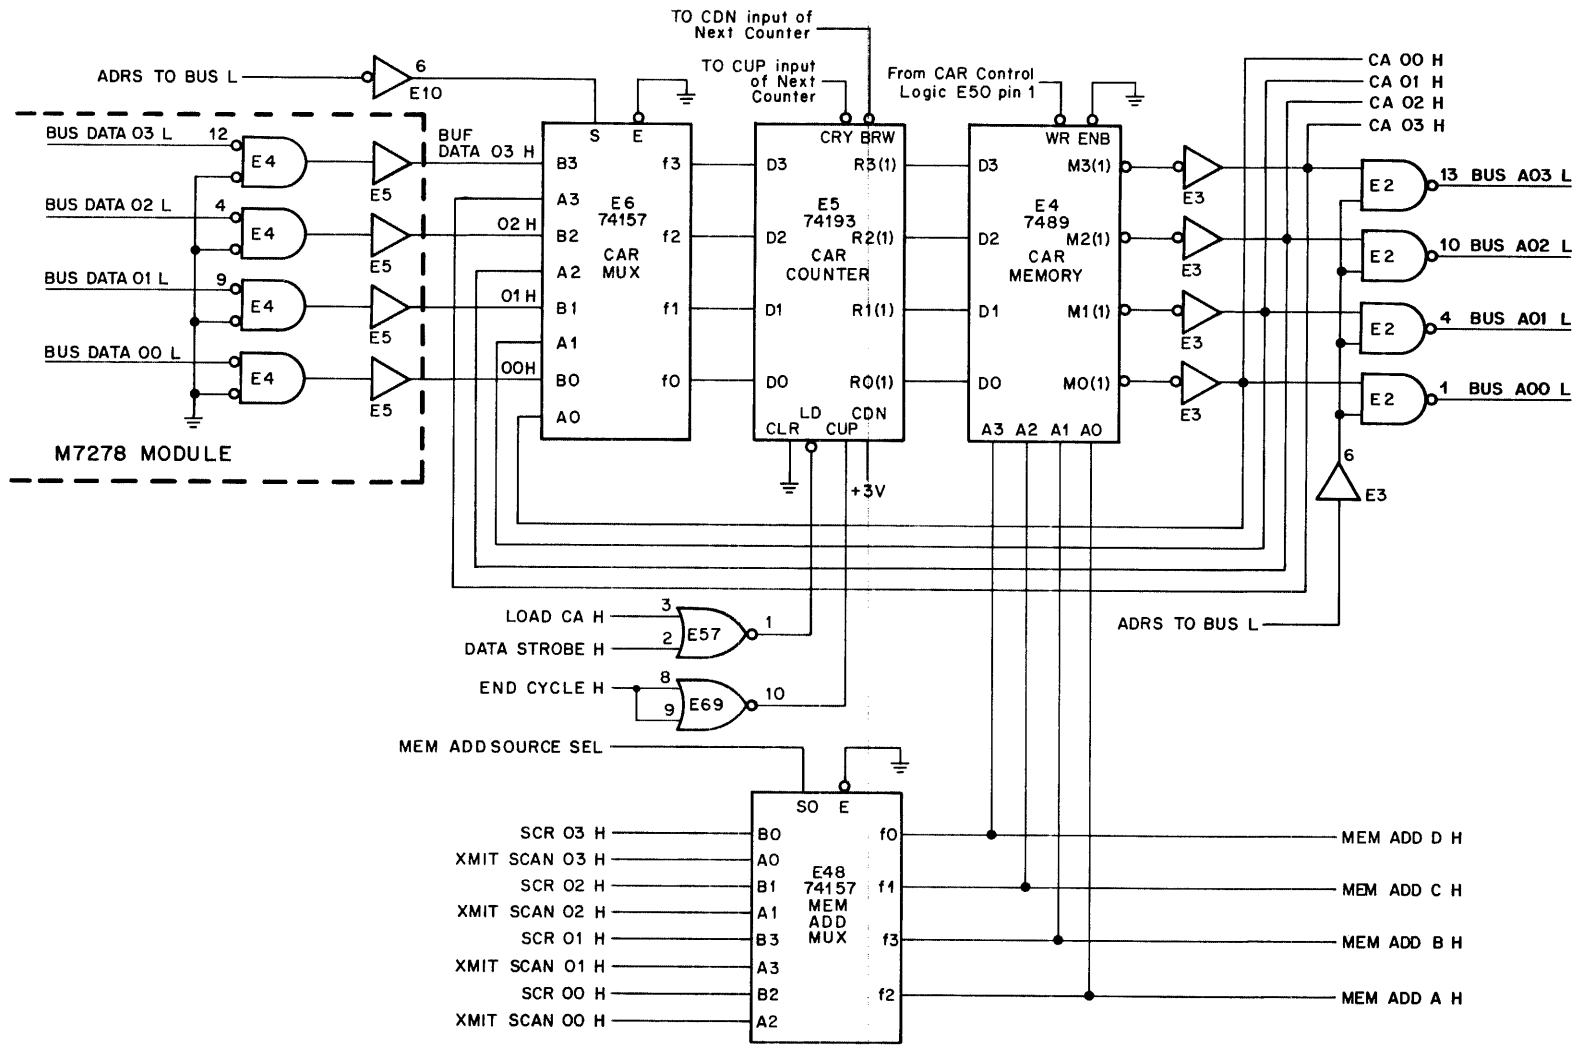 TO CDN input of
Next Counter
TO CUP input
of Next
Counter
From CAR Control
Logic E50 pin 1
ADRS TO BUS L
6
E10
CA 00 H
CA 01 H
CA 02 H
CA 03 H
BUS DATA 03 L
12
E4
E5
BUF
DATA 03 H
BUS DATA 02 L
4
E4
E5
02 H
BUS DATA 01 L
9
E4
E5
01 H
BUS DATA 00 L
E4
E5
00H
M7278 MODULE
S E
B3
A3
B2
A2
B1
A1
B0
A0
E6
74157
CAR
MUX
f3
f2
f1
f0
CRY BRW
D3
D2
D1
D0
E5
74193
CAR
COUNTER
R3(1)
R2(1)
R1(1)
R0(1)
LD CDN
CLR CUP
+3V
WR ENB
D3
D2
D1
D0
E4
7489
CAR
MEMORY
M3(1)
M2(1)
M1(1)
M0(1)
A3 A2 A1 A0
E3
E3
E3
E3
E2
13 BUS A03 L
E2
10 BUS A02 L
E2
4 BUS A01 L
E2
1 BUS A00 L
6
E3
ADRS TO BUS L
LOAD CA H
3
DATA STROBE H
2
E57
1
END CYCLE H
8
9
E69
10
MEM ADD SOURCE SEL
S0 E
SCR 03 H
XMIT SCAN 03 H
SCR 02 H
XMIT SCAN 02 H
SCR 01 H
XMIT SCAN 01 H
SCR 00 H
XMIT SCAN 00 H
B0
A0
B1
A1
B3
A3
B2
A2
E48
74157
MEM
ADD
MUX
f0
f1
f3
f2
MEM ADD D H
MEM ADD C H
MEM ADD B H
MEM ADD A H